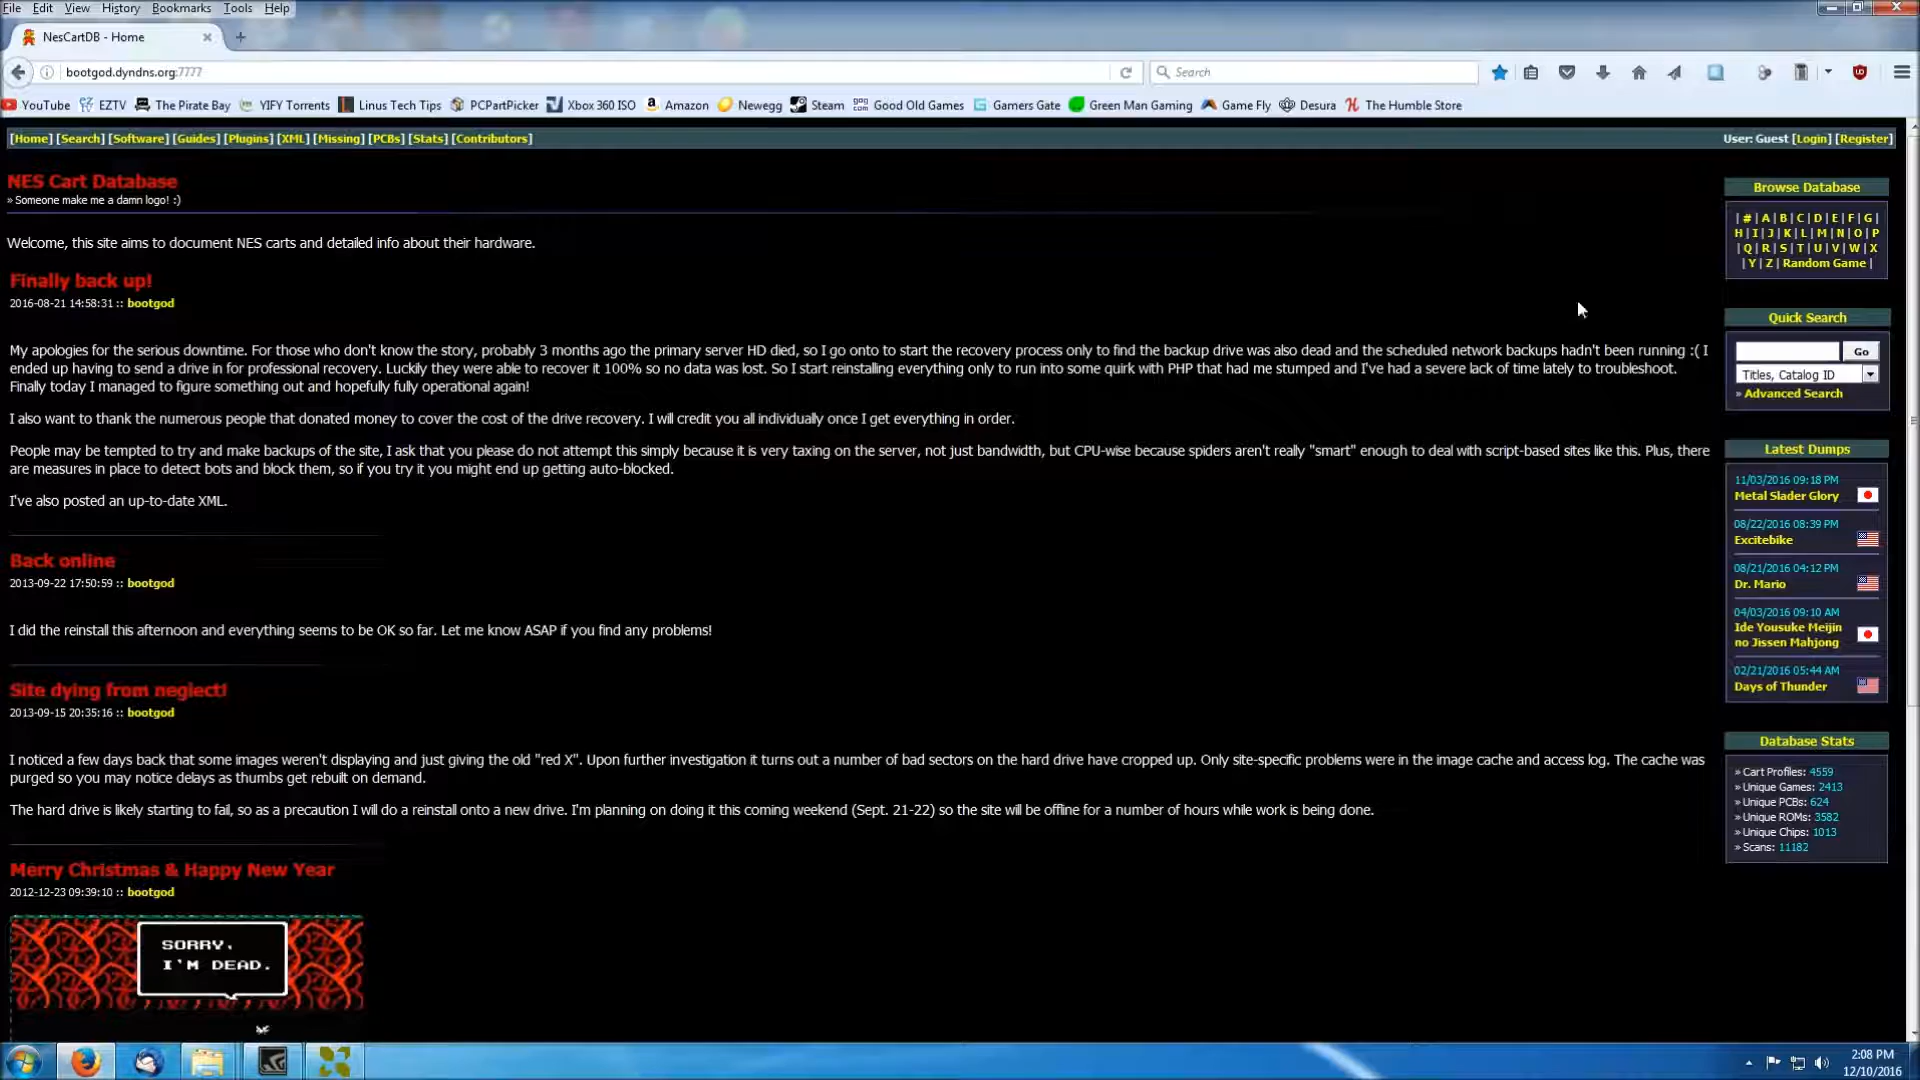 File Edit View History Bookmarks Tools Help
NesCartDB - Home
bootgod.dyndns.org:7777
Search
YouTube EZTV The Pirate Bay YIFY Torrents Linus Tech Tips PCPartPicker Xbox 360 ISO Amazon Newegg Steam Good Old Games Gamers Gate Green Man Gaming Game Fly Desura The Humble Store
[Home] [Search] [Software] [Guides] [Plugins] [XML] [Missing] [PCBs] [Stats] [Contributors]
User: Guest [Login] [Register]
NES Cart Database
» Someone make me a damn logo! :)
Welcome, this site aims to document NES carts and detailed info about their hardware.
Finally back up!
2016-08-21 14:58:31 :: bootgod
My apologies for the serious downtime. For those who don't know the story, probably 3 months ago the primary server HD died, so I go onto to start the recovery process only to find the backup drive was also dead and the scheduled network backups hadn't been running :( I
ended up having to send a drive in for professional recovery. Luckily they were able to recover it 100% so no data was lost. So I start reinstalling everything only to run into some quirk with PHP that had me stumped and I've had a severe lack of time lately to troubleshoot.
Finally today I managed to figure something out and hopefully fully operational again!
I also want to thank the numerous people that donated money to cover the cost of the drive recovery. I will credit you all individually once I get everything in order.
People may be tempted to try and make backups of the site, I ask that you please do not attempt this simply because it is very taxing on the server, not just bandwidth, but CPU-wise because spiders aren't really "smart" enough to deal with script-based sites like this. Plus, there
are measures in place to detect bots and block them, so if you try it you might end up getting auto-blocked.
I've also posted an up-to-date XML.
Back online
2013-09-22 17:50:59 :: bootgod
I did the reinstall this afternoon and everything seems to be OK so far. Let me know ASAP if you find any problems!
Site dying from neglect!
2013-09-15 20:35:16 :: bootgod
I noticed a few days back that some images weren't displaying and just giving the old "red X". Upon further investigation it turns out a number of bad sectors on the hard drive have cropped up. Only site-specific problems were in the image cache and access log. The cache was
purged so you may notice delays as thumbs get rebuilt on demand.
The hard drive is likely starting to fail, so as a precaution I will do a reinstall onto a new drive. I'm planning on doing it this coming weekend (Sept. 21-22) so the site will be offline for a number of hours while work is being done.
Merry Christmas & Happy New Year
2012-12-23 09:39:10 :: bootgod
SORRY,
I'M DEAD.
Browse Database
| # | A | B | C | D | E | F | G |
H | I | J | K | L | M | N | O | P
| Q | R | S | T | U | V | W | X
| Y | Z | Random Game |
Quick Search
Go
Titles, Catalog ID
» Advanced Search
Latest Dumps
11/03/2016 09:18 PM
Metal Slader Glory
08/22/2016 08:39 PM
Excitebike
08/21/2016 04:12 PM
Dr. Mario
04/03/2016 09:10 AM
Ide Yousuke Meijin
no Jissen Mahjong
02/21/2016 05:44 AM
Days of Thunder
Database Stats
» Cart Profiles: 4559
» Unique Games: 2413
» Unique PCBs: 624
» Unique ROMs: 3582
» Unique Chips: 1013
» Scans: 11182
2:08 PM
12/10/2016